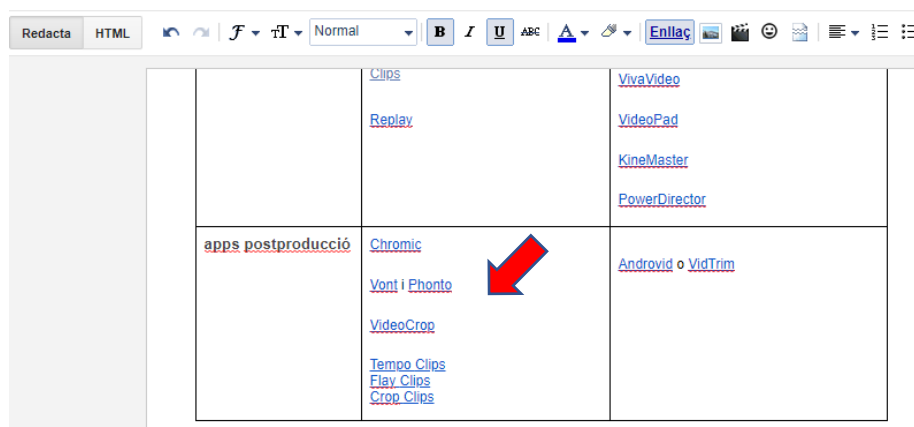 Redacta HTML Normal B I U ABC A Enllaç
Clips
Replay
VivaVideo
VideoPad
KineMaster
PowerDirector
apps postproducció
Chromic
Vont i Phonto
VideoCrop
Tempo Clips
Flay Clips
Crop Clips
Androvid o VidTrim